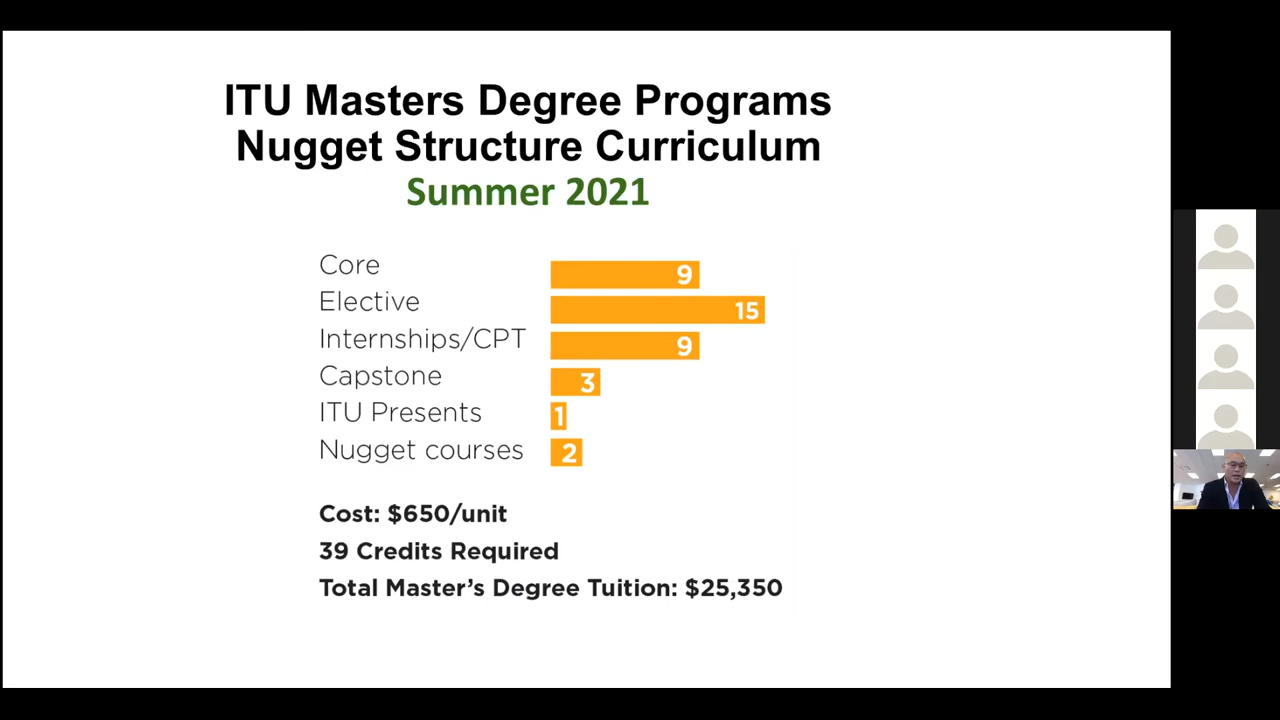 ITU Masters Degree Programs
Nugget Structure Curriculum
Summer 2021
Core 9
Elective 15
Internships/CPT 9
Capstone 3
ITU Presents 1
Nugget courses 2
Cost: $650/unit
39 Credits Required
Total Master’s Degree Tuition: $25,350